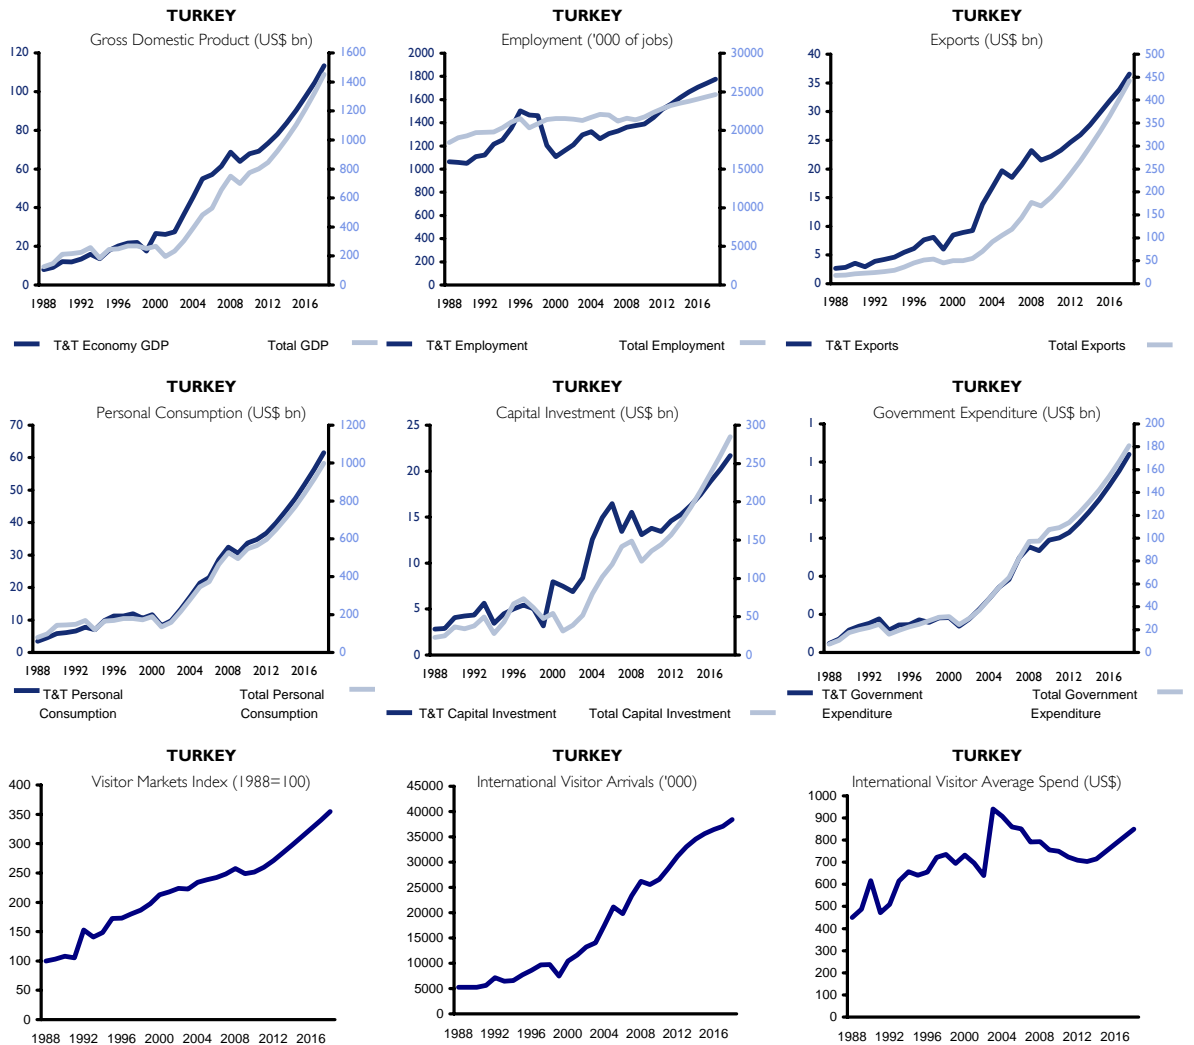 TURKEY TURKEY TURKEY
Gross Domestic Product (US$ bn) Employment ('000 of jobs) Exports (US$ bn)
120 1600 2000 30000 40 500
100 1400 1800 25000 35 450
80 1200 1600 20000 30 400
60 1000 1400 15000 25 350
40 800 1200 10000 20 300
20 600 1000 5000 15 250
0 400 800 0 10 200
200 600 5 150
0 400 0 100
200 50
0 0
1988 1992 1996 2000 2004 2008 2012 2016 1988 1992 1996 2000 2004 2008 2012 2016 1988 1992 1996 2000 2004 2008 2012 2016
T&T Economy GDP Total GDP T&T Employment Total Employment T&T Exports Total Exports
TURKEY TURKEY TURKEY
Personal Consumption (US$ bn) Capital Investment (US$ bn) Government Expenditure (US$ bn)
70 1200 25 300 1 200
60 1000 20 250 1 180
50 800 15 200 1 160
40 600 10 150 1 140
30 400 5 100 0 120
20 200 0 50 0 100
10 0 0 0 80
0 60
40
20
0
1988 1992 1996 2000 2004 2008 2012 2016 1988 1992 1996 2000 2004 2008 2012 2016 1988 1992 1996 2000 2004 2008 2012 2016
T&T Personal Total Personal T&T Government Total Government
Consumption Consumption T&T Capital Investment Total Capital Investment Expenditure Expenditure
TURKEY TURKEY TURKEY
Visitor Markets Index (1988=100) International Visitor Arrivals ('000) International Visitor Average Spend (US$)
400 45000 1000
350 40000 900
300 35000 800
250 30000 700
200 25000 600
150 20000 500
100 15000 400
50 10000 300
0 5000 200
0 100
0
1988 1992 1996 2000 2004 2008 2012 2016 1988 1992 1996 2000 2004 2008 2012 2016 1988 1992 1996 2000 2004 2008 2012 2016